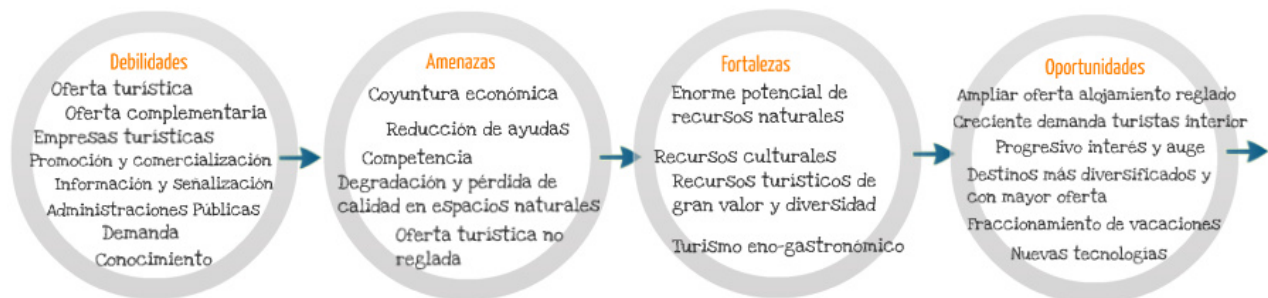 Debilidades
Oferta turística
Oferta complementaria
Empresas turísticas
Promoción y comercialización
Información y señalización
Administraciones Públicas
Demanda
Conocimiento
Amenazas
Coyuntura económica
Reducción de ayudas
Competencia
Degradación y pérdida de
calidad en espacios naturales
Oferta turística no
reglada
Fortalezas
Enorme potencial de
recursos naturales
Recursos culturales
Recursos turísticos de
gran valor y diversidad
Turismo eno-gastronómico
Oportunidades
Ampliar oferta alojamiento reglado
Creciente demanda turistas interior
Progresivo interés y auge
Destinos más diversificados y
con mayor oferta
Fraccionamiento de vacaciones
Nuevas tecnologías